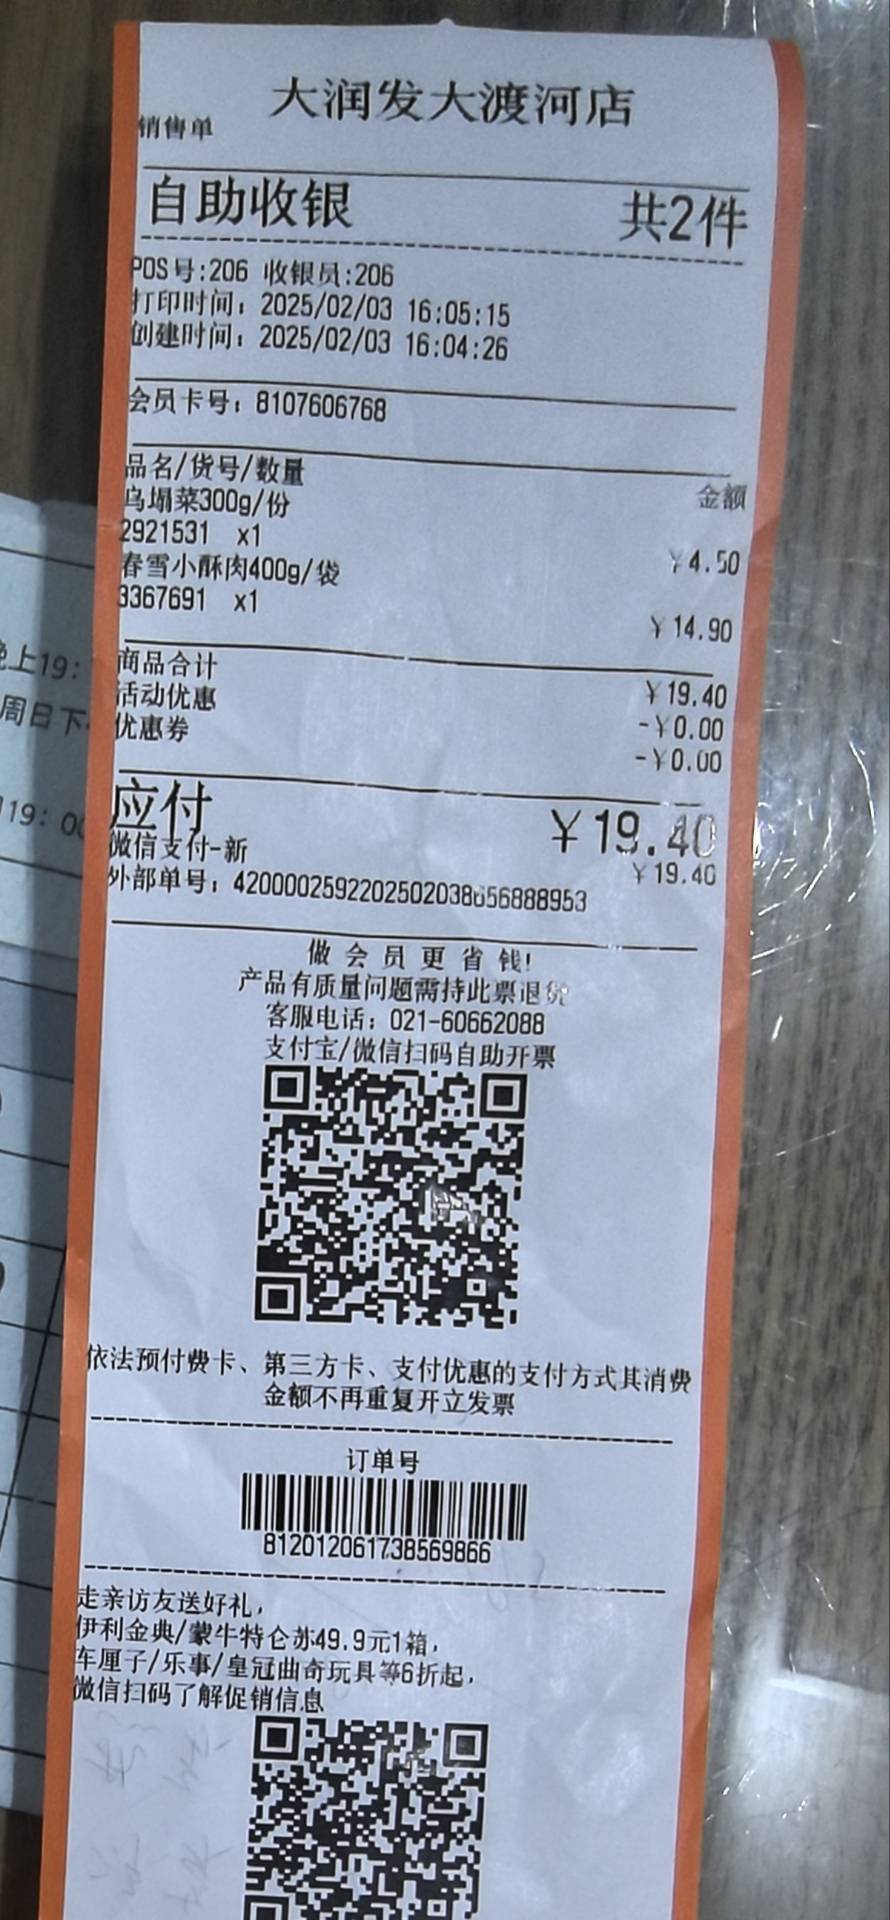 大润发大渡河店
销售单
自助收银 共2件
POS号:206 收银员:206
打印时间：2025/02/03 16:05:15
创建时间：2025/02/03 16:04:26
会员卡号：8107606768
品名/货号/数量 金额
乌塌菜300g/份
2921531 x1 ¥4.50
春雪小酥肉400g/袋
3367691 x1 ¥14.90
商品合计 ¥19.40
活动优惠 -¥0.00
优惠券 -¥0.00
应付 ¥19.40
微信支付-新 ¥19.40
外部单号：4200002592202502038656888953
做会员更省钱!
产品有质量问题需持此票退货
客服电话：021-60662088
支付宝/微信扫码自助开票
依法预付费卡、第三方卡、支付优惠的支付方式其消费
金额不再重复开立发票
订单号
812012061738569866
走亲访友送好礼，
伊利金典/蒙牛特仑苏49.9元1箱，
车厘子/乐事/皇冠曲奇玩具等6折起，
微信扫码了解促销信息
晚上19:
周日下
19: 00